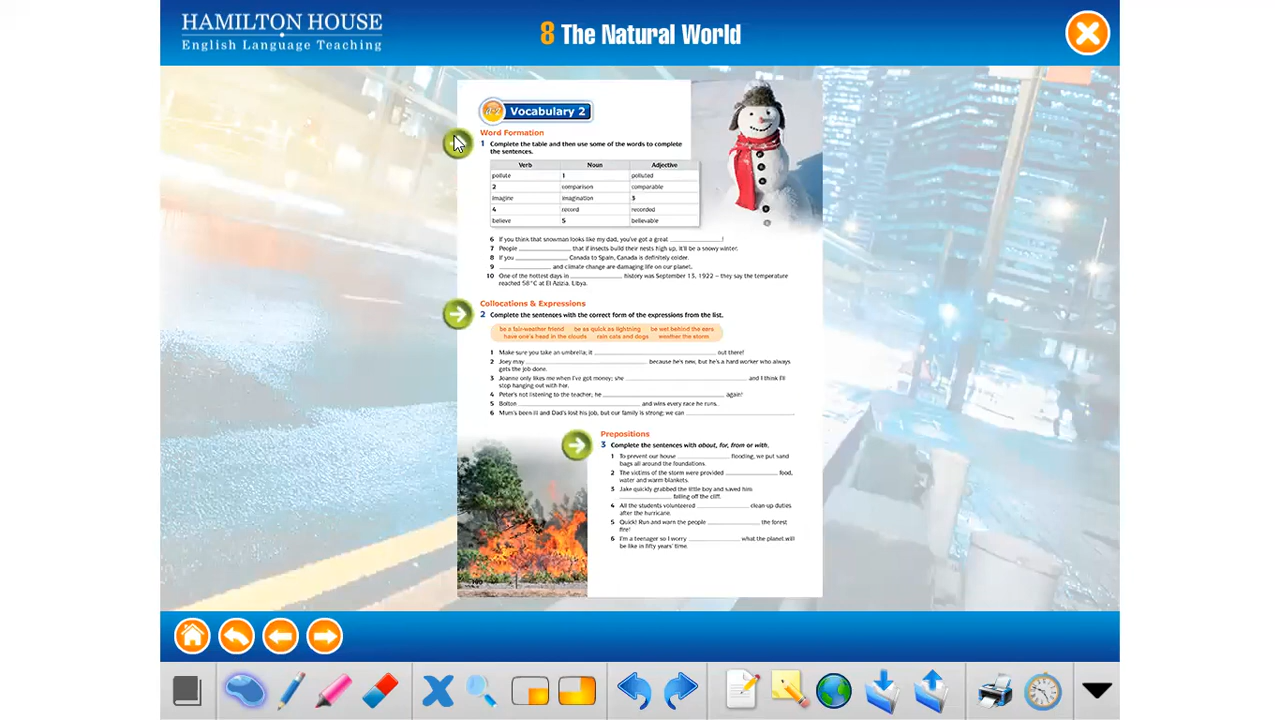 HAMILTON HOUSE
English Language Teaching
8 The Natural World
Vocabulary 2
Word Formation
1 Complete the table and then use some of the words to complete
the sentences.
Verb Noun Adjective
pollute 1 polluted
2 comparison comparable
imagine imagination 3
4 record recorded
believe 5 believable
6 If you think that snowman looks like my dad, you've got a great ____________!
7 People ____________ that if insects build their nests high up, it'll be a snowy winter.
8 If you ____________ Canada to Spain, Canada is definitely colder.
9 ____________ and climate change are damaging life on our planet.
10 One of the hottest days in ____________ history was September 13, 1922 – they say the temperature
reached 58°C at El Azizia, Libya.
Collocations & Expressions
2 Complete the sentences with the correct form of the expressions from the list.
be a fair-weather friend be as quick as lightning be wet behind the ears
have one's head in the clouds rain cats and dogs weather the storm
1 Make sure you take an umbrella, it ____________ out there!
2 Joey may ____________ because he's new, but he's a hard worker who always
gets the job done.
3 Joanne only likes me when I've got money; she ____________ and I think I'll
stop hanging out with her.
4 Peter's not listening to the teacher; he ____________ again!
5 Bolton ____________ and wins every race he runs.
6 Mum's been ill and Dad's lost his job, but our family is strong; we can ____________
Prepositions
3 Complete the sentences with about, for, from or with.
1 To prevent our house ____________ flooding, we put sand
bags all around the foundations.
2 The victims of the storm were provided ____________ food,
water and warm blankets.
3 Jake quickly grabbed the little boy and saved him
____________ falling off the cliff.
4 All the students volunteered ____________ clean-up duties
after the hurricane.
5 Quick! Run and warn the people ____________ the forest
fire!
6 I'm a teenager so I worry ____________ what the planet will
be like in fifty years' time.